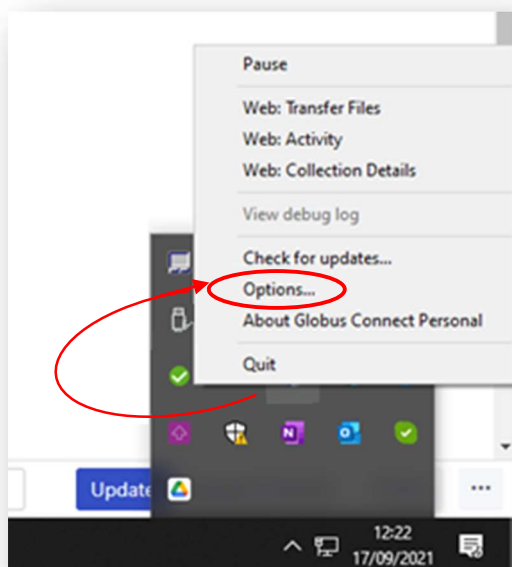 Pause
Web: Transfer Files
Web: Activity
Web: Collection Details
View debug log
Check for updates...
Options...
About Globus Connect Personal
Quit
Update
12:22
17/09/2021